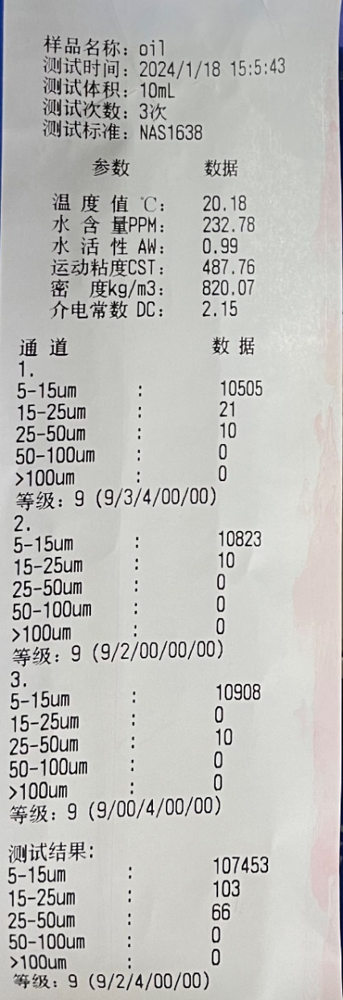 样品名称: oil
测试时间: 2024/1/18 15:5:43
测试体积: 10mL
测试次数: 3次
测试标准: NAS1638
参数 数据
温 度 值 ℃: 20.18
水 含 量PPM: 232.78
水 活 性 AW: 0.99
运动粘度CST: 487.76
密 度kg/m3: 820.07
介电常数 DC: 2.15
通 道 数 据
1.
5-15um : 10505
15-25um : 21
25-50um : 10
50-100um : 0
>100um : 0
等级: 9 (9/3/4/00/00)
2.
5-15um : 10823
15-25um : 10
25-50um : 0
50-100um : 0
>100um : 0
等级: 9 (9/2/00/00/00)
3.
5-15um : 10908
15-25um : 0
25-50um : 10
50-100um : 0
>100um : 0
等级: 9 (9/00/4/00/00)
测试结果:
5-15um : 107453
15-25um : 103
25-50um : 66
50-100um : 0
>100um : 0
等级: 9 (9/2/4/00/00)